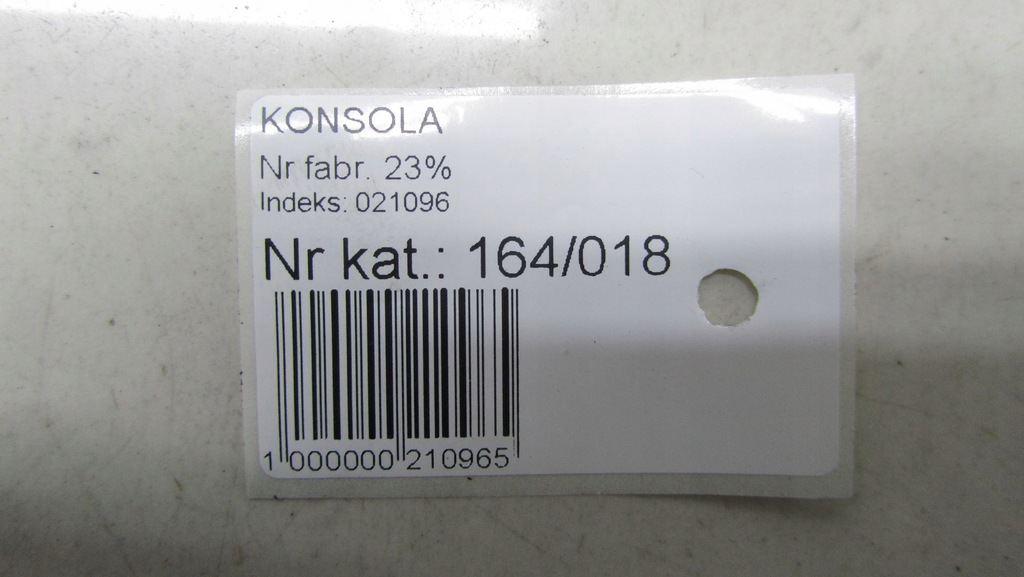 KONSOLA
Nr fabr. 23%
Indeks: 021096
Nr kat.: 164/018
1 000000 210965